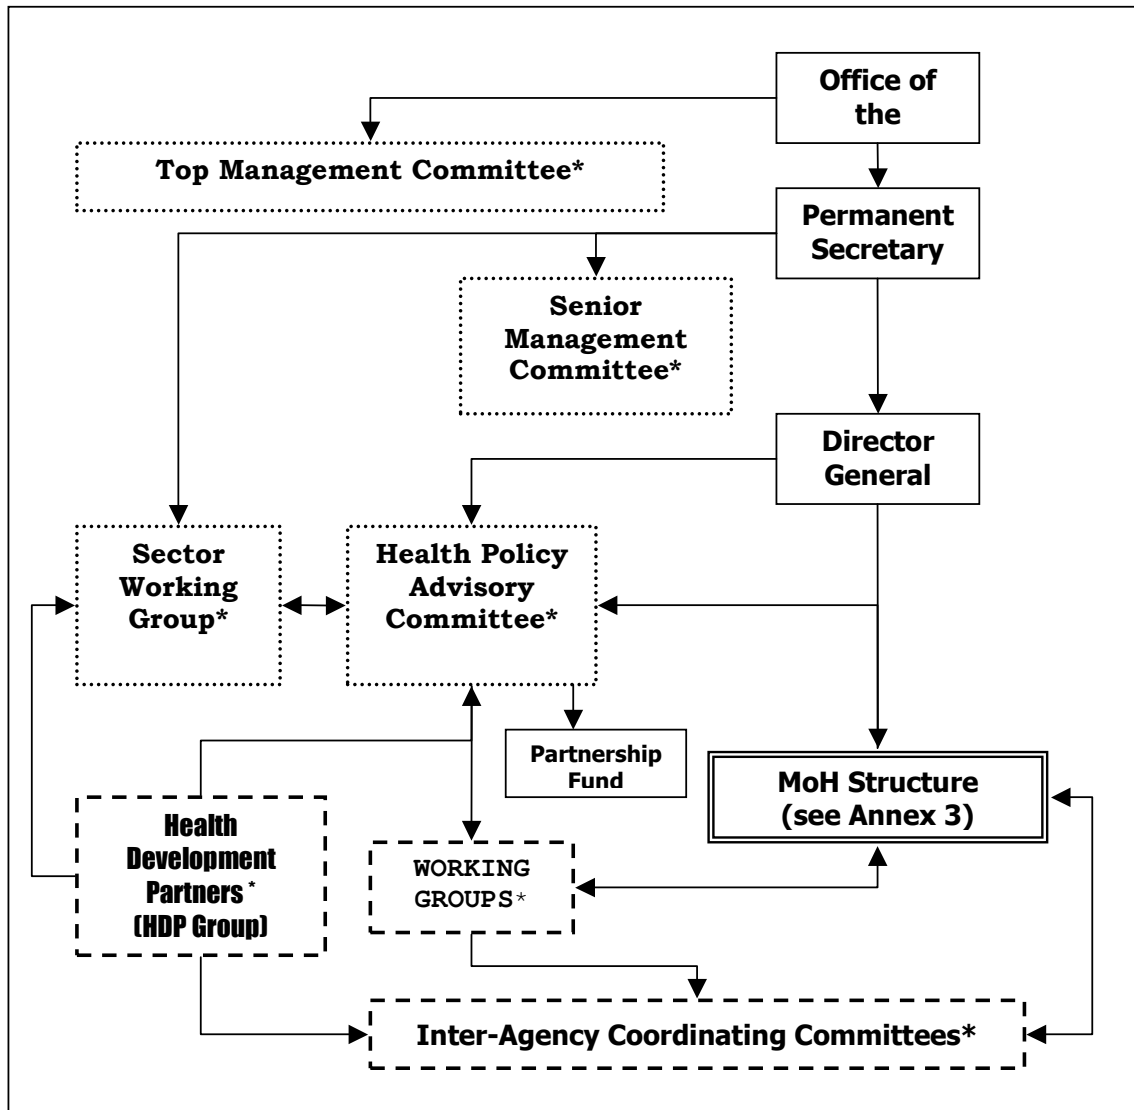 Office of
the
Top Management Committee*
Permanent
Secretary
Senior
Management
Committee*
Director
General
Sector
Working
Group*
Health Policy
Advisory
Committee*
Partnership
Fund
MoH Structure
(see Annex 3)
Health
Development
Partners *
(HDP Group)
WORKING
GROUPS*
Inter-Agency Coordinating Committees*